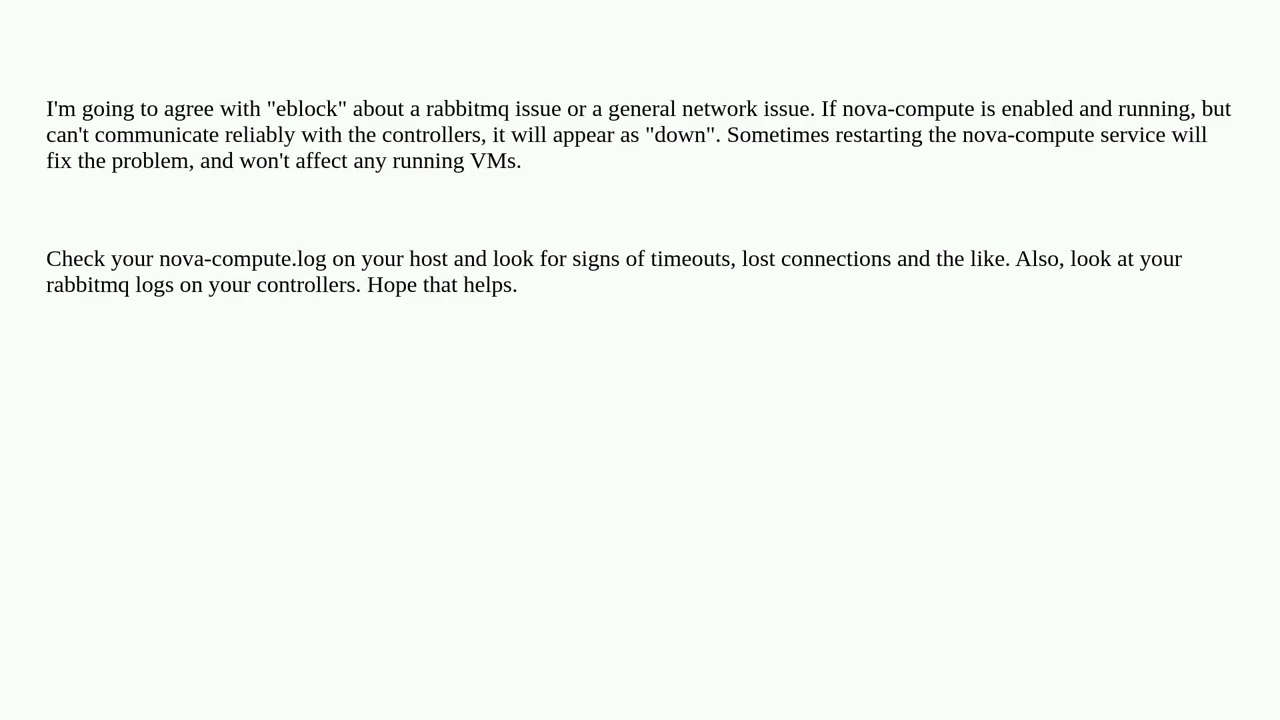 I'm going to agree with "eblock" about a rabbitmq issue or a general network issue. If nova-compute is enabled and running, but
can't communicate reliably with the controllers, it will appear as "down". Sometimes restarting the nova-compute service will
fix the problem, and won't affect any running VMs.
Check your nova-compute.log on your host and look for signs of timeouts, lost connections and the like. Also, look at your
rabbitmq logs on your controllers. Hope that helps.